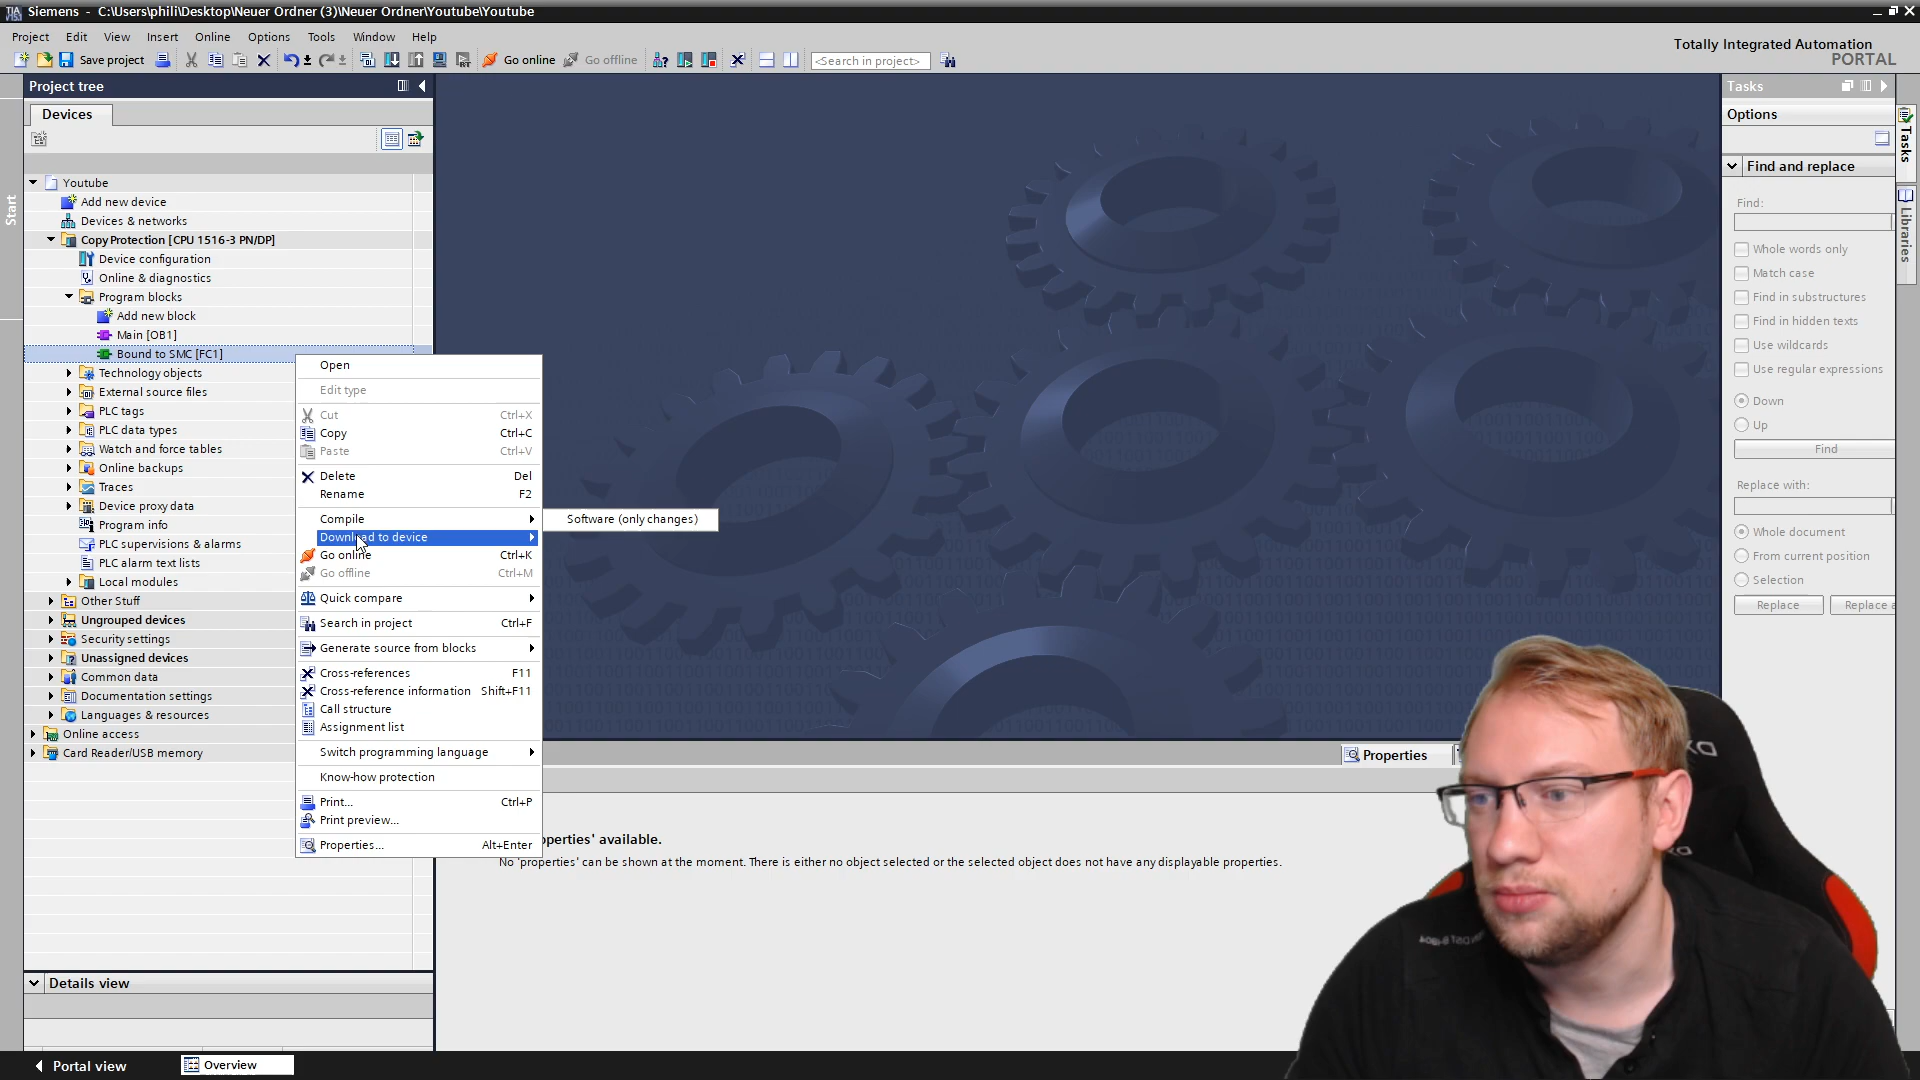 Siemens - C:\Users\phili\Desktop\Neuer Ordner (3)\Neuer Ordner\Youtube\Youtube
Project Edit View Insert Online Options Tools Window Help
Totally Integrated Automation
PORTAL
Save project
Go online
Go offline
<Search in project>
Project tree
Devices
Start
Youtube
Add new device
Devices & networks
CopyProtection [CPU 1516-3 PN/DP]
Device configuration
Online & diagnostics
Program blocks
Add new block
Main [OB1]
Bound to SMC [FC1]
Technology objects
External source files
PLC tags
PLC data types
Watch and force tables
Online backups
Traces
Device proxy data
Program info
PLC supervisions & alarms
PLC alarm text lists
Local modules
Other Stuff
Ungrouped devices
Security settings
Unassigned devices
Common data
Documentation settings
Languages & resources
Online access
Card Reader/USB memory
Details view
Portal view
Overview
Open
Edit type
Cut Ctrl+X
Copy Ctrl+C
Paste Ctrl+V
Delete Del
Rename F2
Compile
Software (only changes)
Download to device
Go online Ctrl+K
Go offline Ctrl+M
Quick compare
Search in project Ctrl+F
Generate source from blocks
Cross-references F11
Cross-reference information Shift+F11
Call structure
Assignment list
Switch programming language
Know-how protection
Print... Ctrl+P
Print preview...
Properties... Alt+Enter
Properties
operties' available.
No 'properties' can be shown at the moment. There is either no object selected or the selected object does not have any displayable properties.
Tasks
Options
Find and replace
Find:
Whole words only
Match case
Find in substructures
Find in hidden texts
Use wildcards
Use regular expressions
Down
Up
Find
Replace with:
Whole document
From current position
Selection
Replace
Replace a
Tasks
Libraries